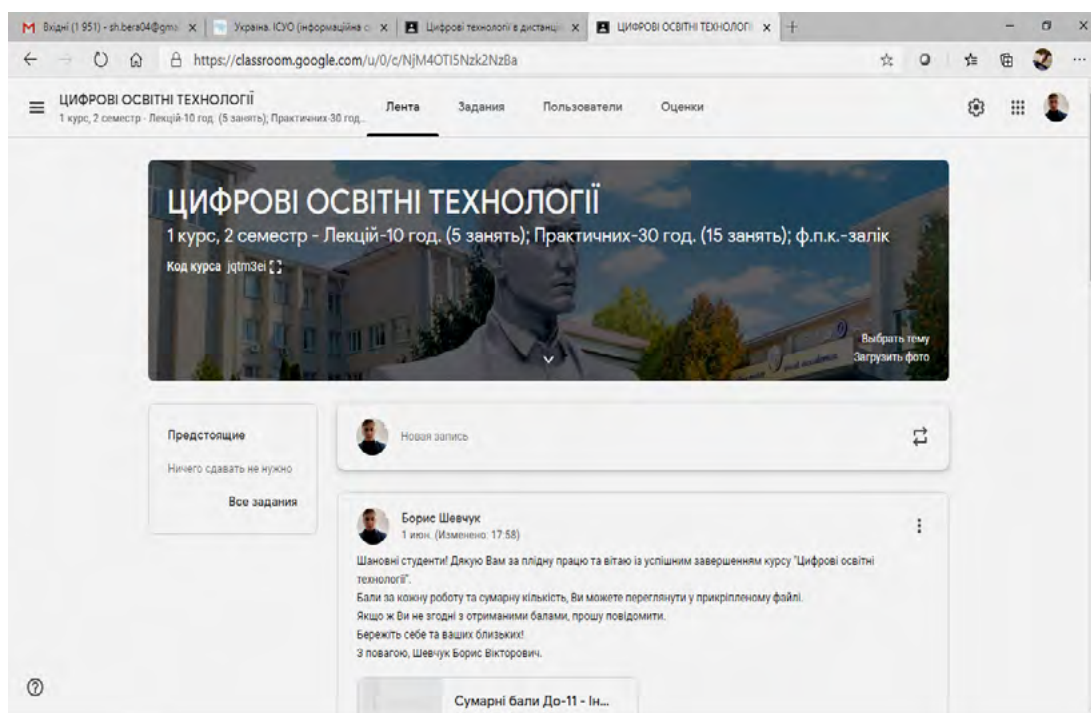 Вхідні (1 951) - sh.bera04@gma
Україна. ІСУО (інформаційна с
Цифрові технології в дистанці
ЦИФРОВІ ОСВІТНІ ТЕХНОЛОГІ
https://classroom.google.com/u/0/c/NjM4OTI5Nzk2NzBa
ЦИФРОВІ ОСВІТНІ ТЕХНОЛОГІЇ
1 курс, 2 семестр - Лекцій-10 год. (5 занять); Практичних-30 год...
Лента
Задания
Пользователи
Оценки
ЦИФРОВІ ОСВІТНІ ТЕХНОЛОГІЇ
1 курс, 2 семестр - Лекцій-10 год. (5 занять); Практичних-30 год. (15 занять); ф.п.к.-залік
Код курса jqtm3ei
Выбрать тему
Загрузить фото
Предстоящие
Ничего сдавать не нужно
Все задания
Новая запись
Борис Шевчук
1 июн. (Изменено: 17:58)
Шановні студенти! Дякую Вам за плідну працю та вітаю із успішним завершенням курсу "Цифрові освітні
технології".
Бали за кожну роботу та сумарну кількість, Ви можете переглянути у прикріпленому файлі.
Якщо ж Ви не згодні з отриманими балами, прошу повідомити.
Бережіть себе та ваших близьких!
З повагою, Шевчук Борис Вікторович.
Сумарні бали До-11 - Ін...